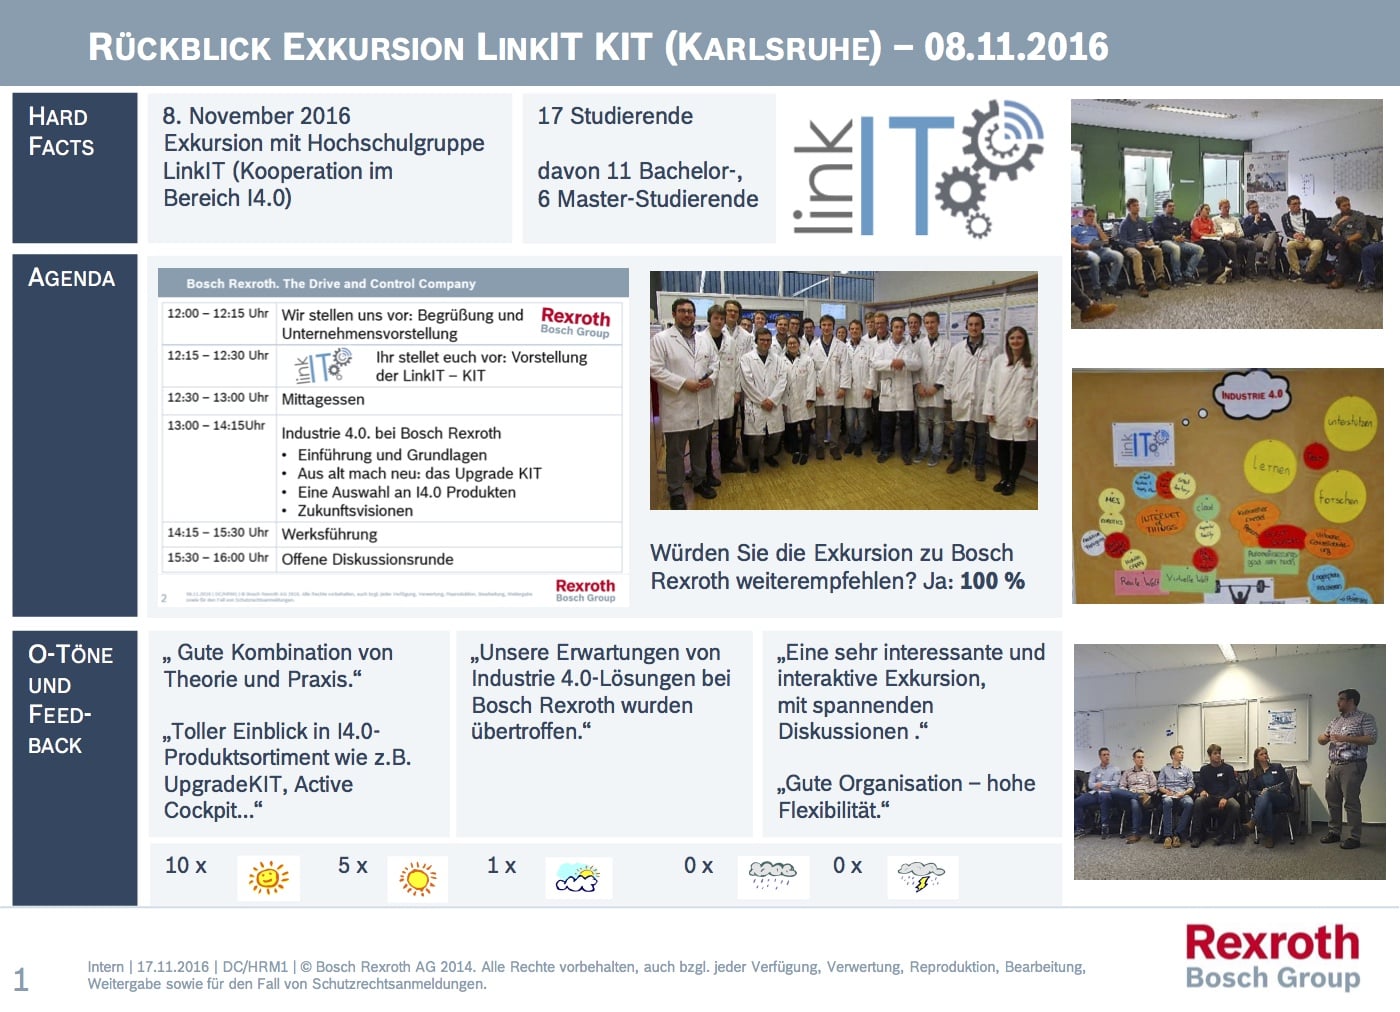 RÜCKBLICK EXKURSION LINKIT KIT (KARLSRUHE) – 08.11.2016
HARD
FACTS
8. November 2016
Exkursion mit Hochschulgruppe
LinkIT (Kooperation im
Bereich I4.0)
17 Studierende
davon 11 Bachelor-,
6 Master-Studierende
link IT
AGENDA
Bosch Rexroth. The Drive and Control Company
12:00 – 12:15 Uhr Wir stellen uns vor: Begrüßung und
Unternehmensvorstellung
Rexroth
Bosch Group
12:15 – 12:30 Uhr link IT Ihr stellet euch vor: Vorstellung
der LinkIT – KIT
12:30 – 13:00 Uhr Mittagessen
13:00 – 14:15Uhr Industrie 4.0. bei Bosch Rexroth
• Einführung und Grundlagen
• Aus alt mach neu: das Upgrade KIT
• Eine Auswahl an I4.0 Produkten
• Zukunftsvisionen
14:15 – 15:30 Uhr Werksführung
15:30 – 16:00 Uhr Offene Diskussionsrunde
2
Rexroth
Bosch Group
Würden Sie die Exkursion zu Bosch
Rexroth weiterempfehlen? Ja: 100 %
INDUSTRIE 4.0
link IT
unterstützen
Lernen
Forschen
MES
cloud
INTERNET
of
THINGS
Reale Welt
Virtuelle Welt
O-TÖNE
UND
FEED-
BACK
„ Gute Kombination von
Theorie und Praxis.“
„Toller Einblick in I4.0-
Produktsortiment wie z.B.
UpgradeKIT, Active
Cockpit...“
„Unsere Erwartungen von
Industrie 4.0-Lösungen bei
Bosch Rexroth wurden
übertroffen.“
„Eine sehr interessante und
interaktive Exkursion,
mit spannenden
Diskussionen .“
„Gute Organisation – hohe
Flexibilität.“
10 x 5 x 1 x 0 x 0 x
1
Intern | 17.11.2016 | DC/HRM1 | © Bosch Rexroth AG 2014. Alle Rechte vorbehalten, auch bzgl. jeder Verfügung, Verwertung, Reproduktion, Bearbeitung,
Weitergabe sowie für den Fall von Schutzrechtsanmeldungen.
Rexroth
Bosch Group